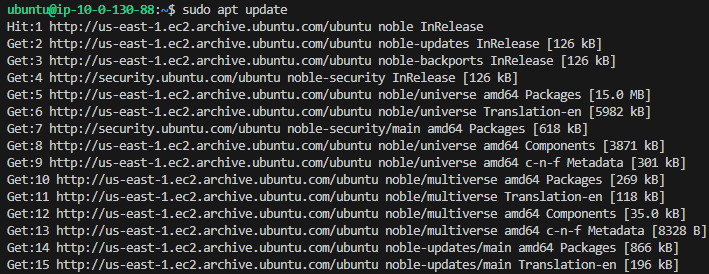 ubuntu@ip-10-0-130-88:~$ sudo apt update
Hit:1 http://us-east-1.ec2.archive.ubuntu.com/ubuntu noble InRelease
Get:2 http://us-east-1.ec2.archive.ubuntu.com/ubuntu noble-updates InRelease [126 kB]
Get:3 http://us-east-1.ec2.archive.ubuntu.com/ubuntu noble-backports InRelease [126 kB]
Get:4 http://security.ubuntu.com/ubuntu noble-security InRelease [126 kB]
Get:5 http://us-east-1.ec2.archive.ubuntu.com/ubuntu noble/universe amd64 Packages [15.0 MB]
Get:6 http://us-east-1.ec2.archive.ubuntu.com/ubuntu noble/universe Translation-en [5982 kB]
Get:7 http://security.ubuntu.com/ubuntu noble-security/main amd64 Packages [618 kB]
Get:8 http://us-east-1.ec2.archive.ubuntu.com/ubuntu noble/universe amd64 Components [3871 kB]
Get:9 http://us-east-1.ec2.archive.ubuntu.com/ubuntu noble/universe amd64 c-n-f Metadata [301 kB]
Get:10 http://us-east-1.ec2.archive.ubuntu.com/ubuntu noble/multiverse amd64 Packages [269 kB]
Get:11 http://us-east-1.ec2.archive.ubuntu.com/ubuntu noble/multiverse Translation-en [118 kB]
Get:12 http://us-east-1.ec2.archive.ubuntu.com/ubuntu noble/multiverse amd64 Components [35.0 kB]
Get:13 http://us-east-1.ec2.archive.ubuntu.com/ubuntu noble/multiverse amd64 c-n-f Metadata [8328 B]
Get:14 http://us-east-1.ec2.archive.ubuntu.com/ubuntu noble-updates/main amd64 Packages [866 kB]
Get:15 http://us-east-1.ec2.archive.ubuntu.com/ubuntu noble-updates/main Translation-en [196 kB]